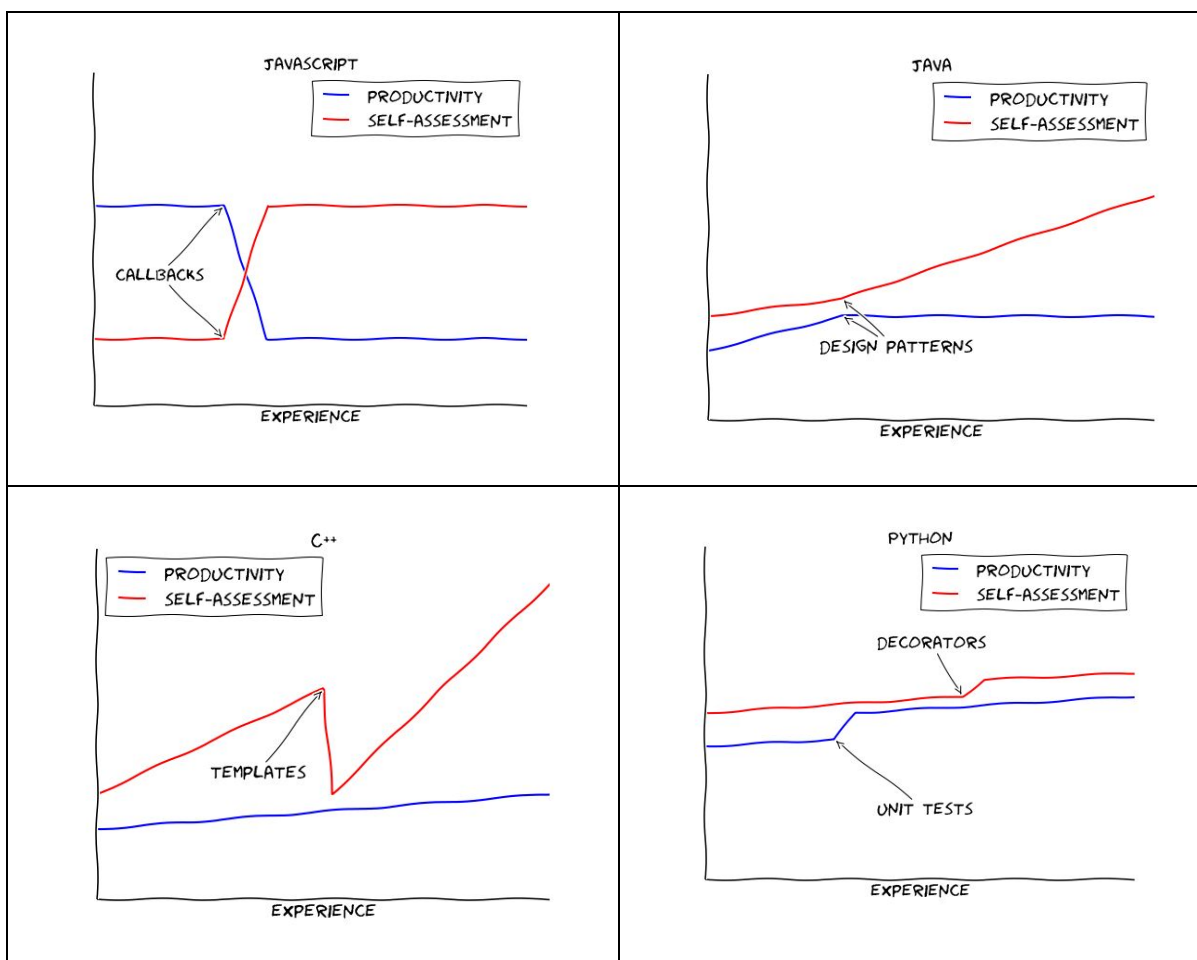 JAVASCRIPT
PRODUCTIVITY
SELF-ASSESSMENT
CALLBACKS
EXPERIENCE
JAVA
PRODUCTIVITY
SELF-ASSESSMENT
DESIGN PATTERNS
EXPERIENCE
C++
PRODUCTIVITY
SELF-ASSESSMENT
TEMPLATES
EXPERIENCE
PYTHON
PRODUCTIVITY
SELF-ASSESSMENT
DECORATORS
UNIT TESTS
EXPERIENCE